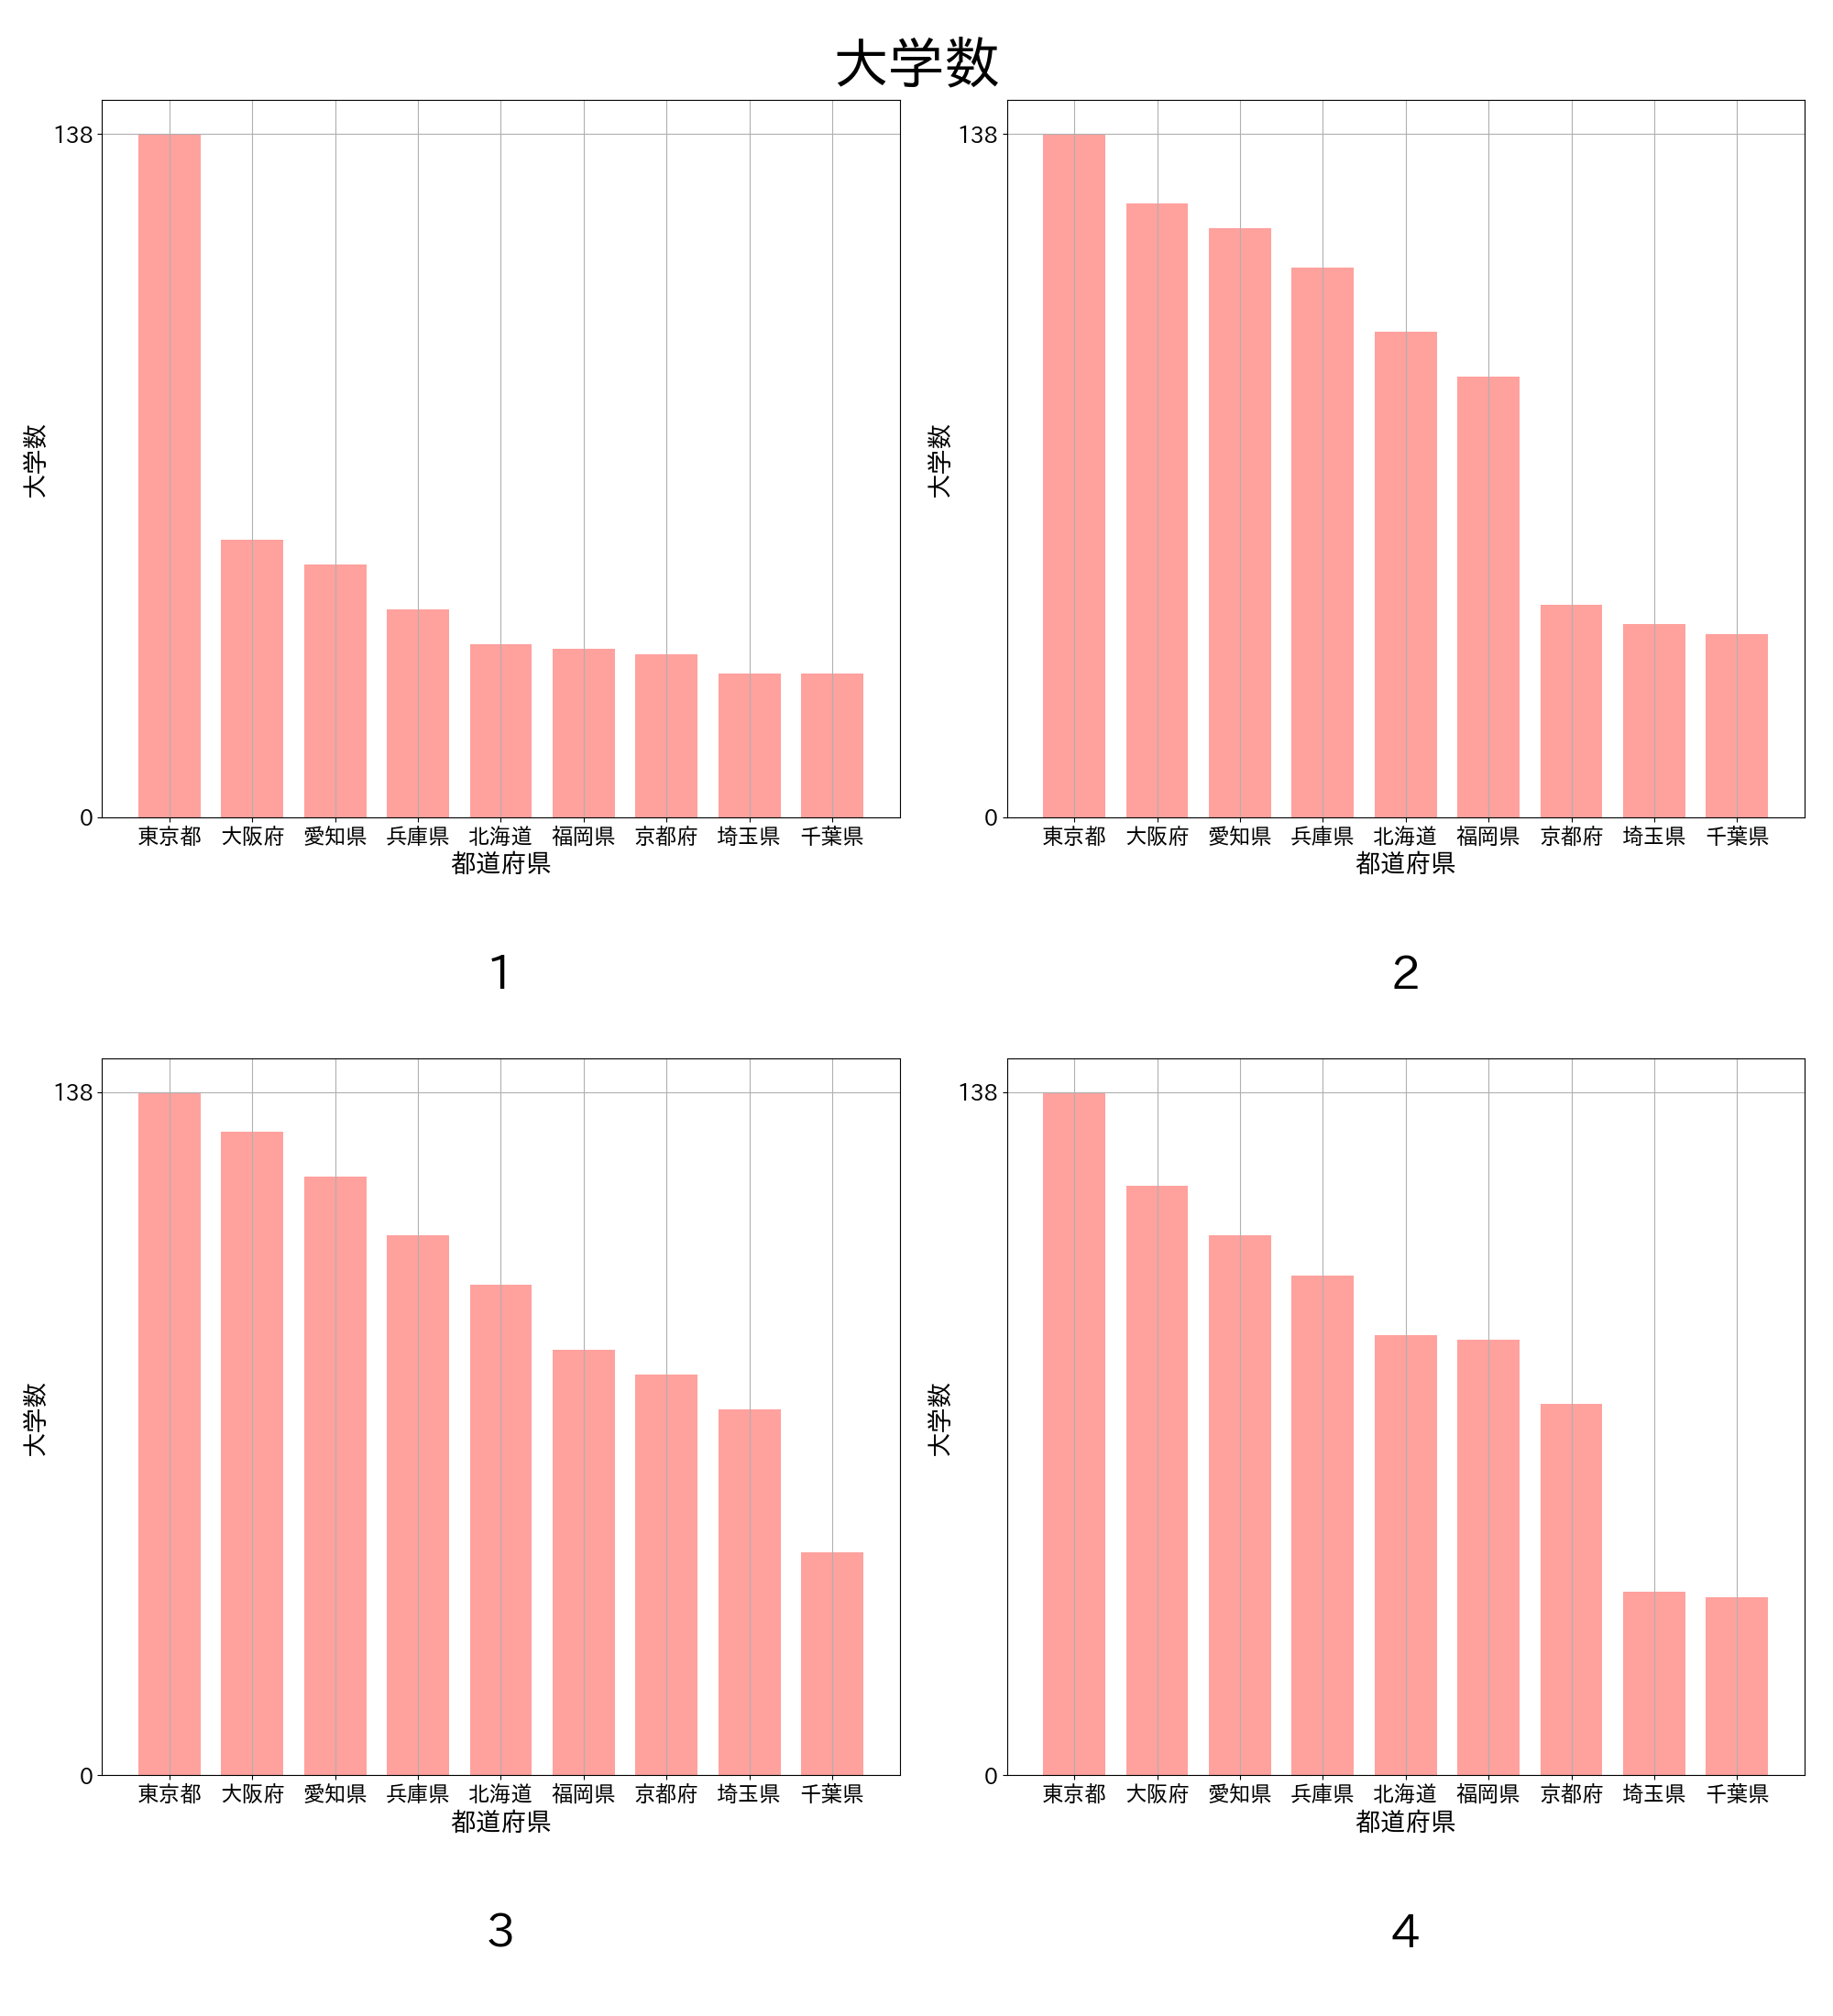 大学数
138
大学数
0
東京都 大阪府 愛知県 兵庫県 北海道 福岡県 京都府 埼玉県 千葉県
都道府県
1
138
大学数
0
東京都 大阪府 愛知県 兵庫県 北海道 福岡県 京都府 埼玉県 千葉県
都道府県
2
138
大学数
0
東京都 大阪府 愛知県 兵庫県 北海道 福岡県 京都府 埼玉県 千葉県
都道府県
3
138
大学数
0
東京都 大阪府 愛知県 兵庫県 北海道 福岡県 京都府 埼玉県 千葉県
都道府県
4